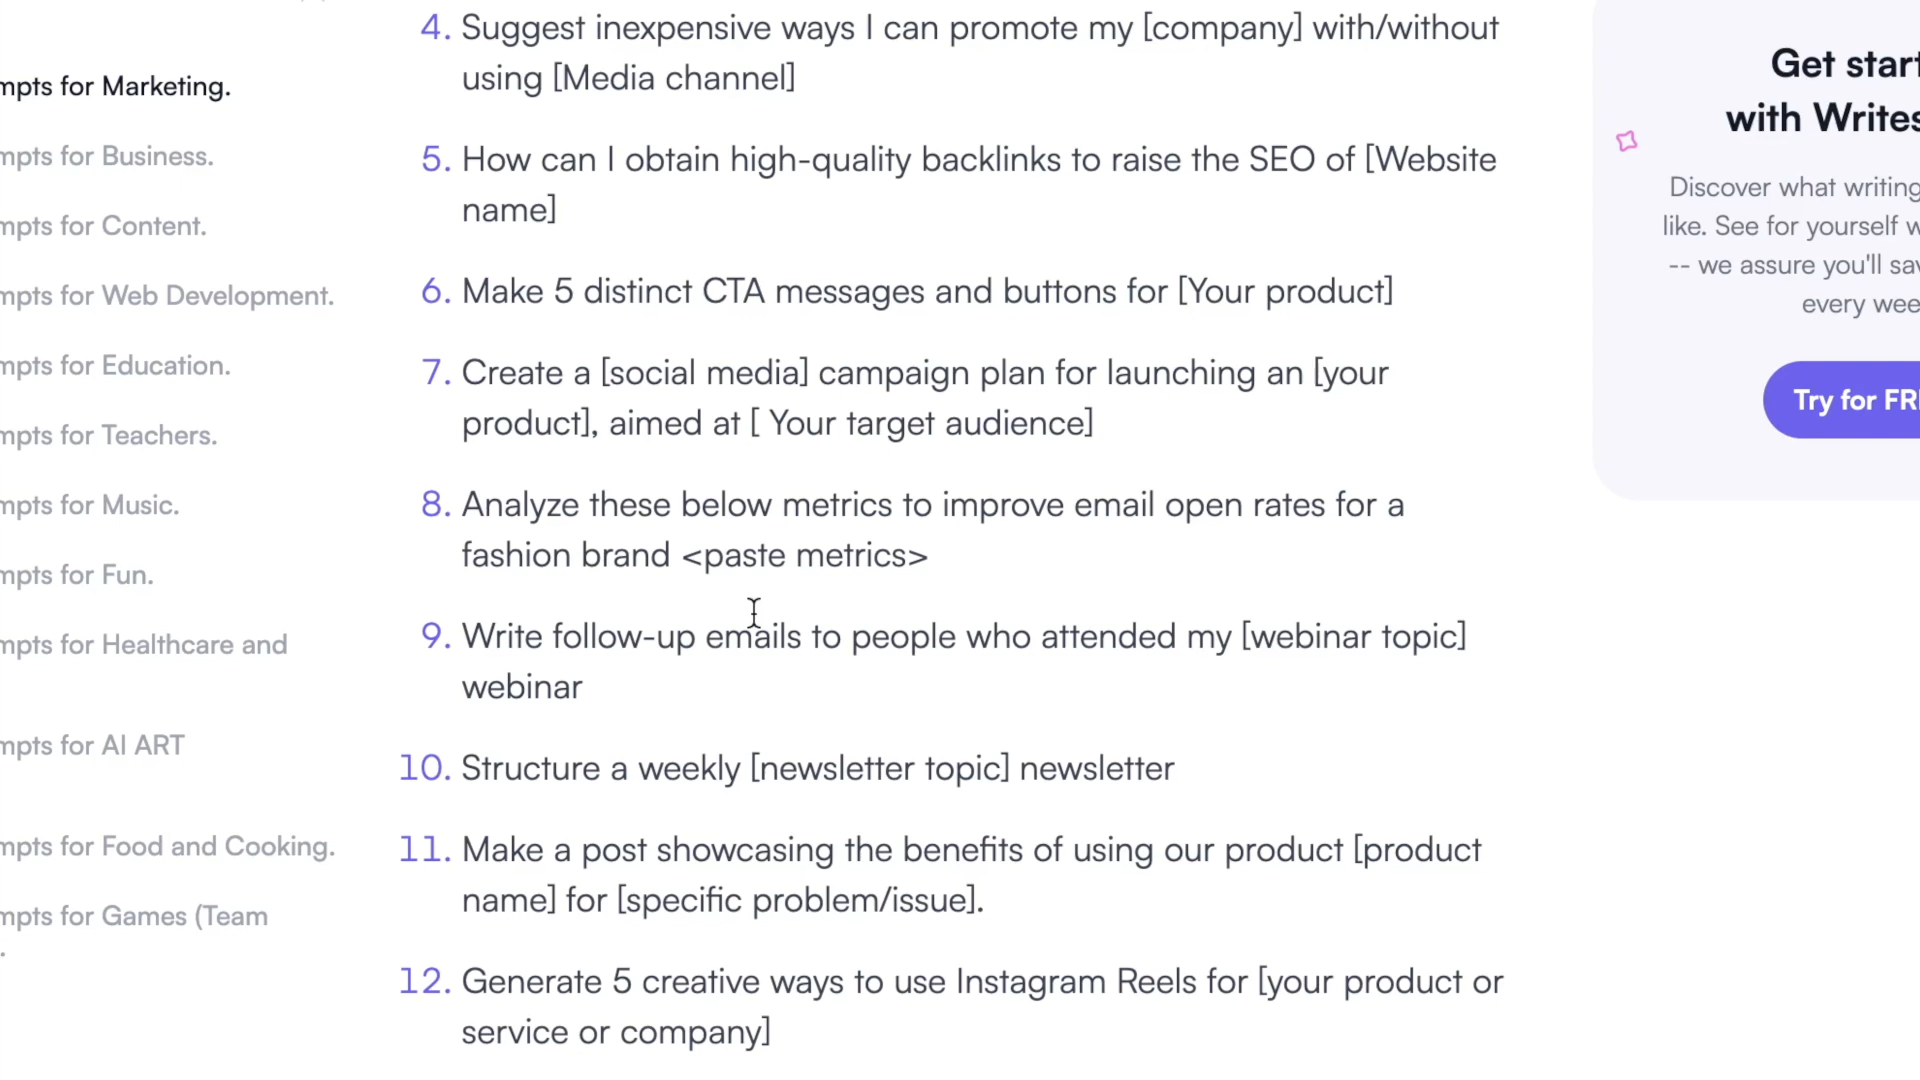 mpts for Marketing.
mpts for Business.
mpts for Content.
mpts for Web Development.
mpts for Education.
mpts for Teachers.
mpts for Music.
mpts for Fun.
mpts for Healthcare and
mpts for AI ART
mpts for Food and Cooking.
mpts for Games (Team
.
4. Suggest inexpensive ways I can promote my [company] with/without
using [Media channel]
5. How can I obtain high-quality backlinks to raise the SEO of [Website
name]
6. Make 5 distinct CTA messages and buttons for [Your product]
7. Create a [social media] campaign plan for launching an [your
product], aimed at [ Your target audience]
8. Analyze these below metrics to improve email open rates for a
fashion brand <paste metrics>
9. Write follow-up emails to people who attended my [webinar topic]
webinar
10. Structure a weekly [newsletter topic] newsletter
11. Make a post showcasing the benefits of using our product [product
name] for [specific problem/issue].
12. Generate 5 creative ways to use Instagram Reels for [your product or
service or company]
Get start
with Writes
Discover what writing
like. See for yourself w
-- we assure you'll sav
every wee
Try for FR